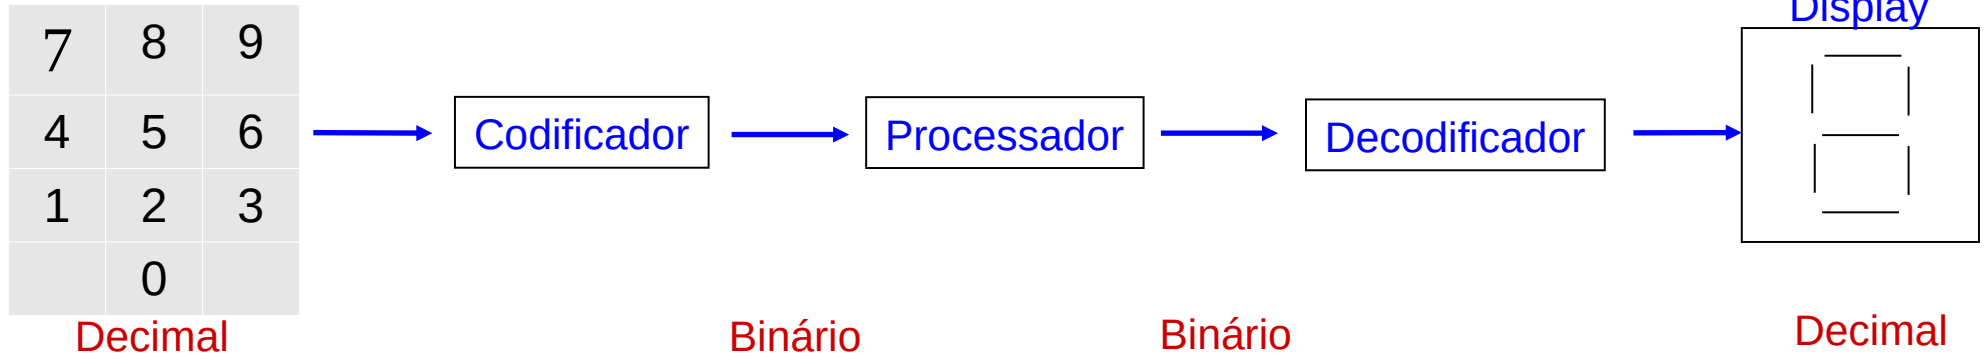 Display
7 8 9
4 5 6
1 2 3
0
Codificador
Processador
Decodificador
Decimal
Binário
Binário
Decimal